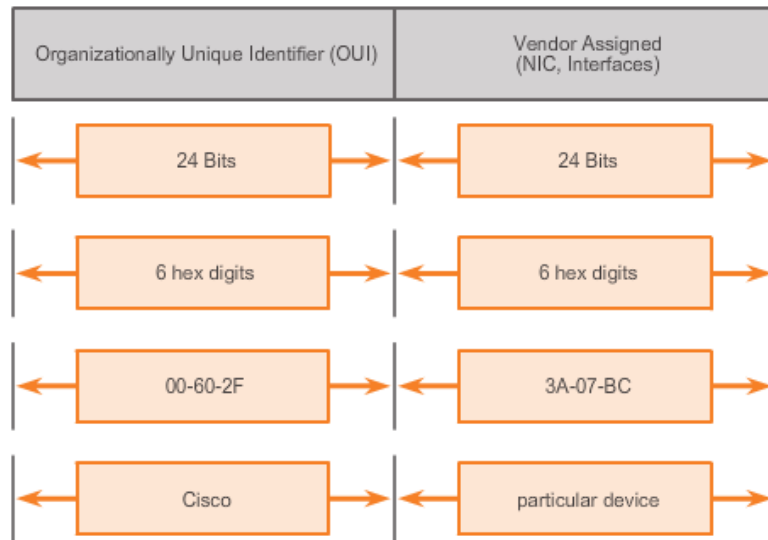 Organizationally Unique Identifier (OUI)
Vendor Assigned
(NIC, Interfaces)
24 Bits
24 Bits
6 hex digits
6 hex digits
00-60-2F
3A-07-BC
Cisco
particular device